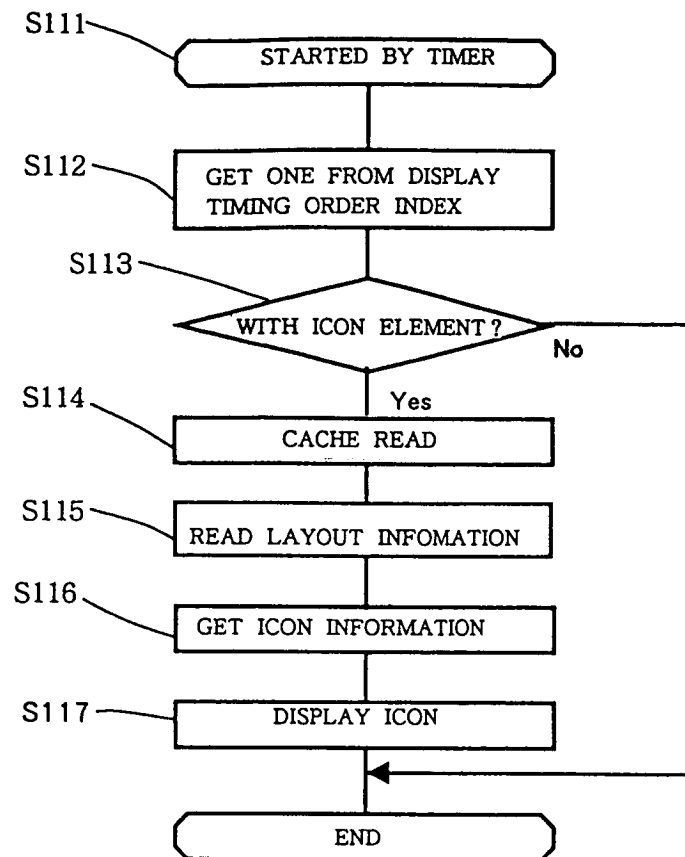 S111
STARTED BY TIMER
S112
GET ONE FROM DISPLAY
TIMING ORDER INDEX
S113
WITH ICON ELEMENT?
No
Yes
S114
CACHE READ
S115
READ LAYOUT INFOMATION
S116
GET ICON INFORMATION
S117
DISPLAY ICON
END